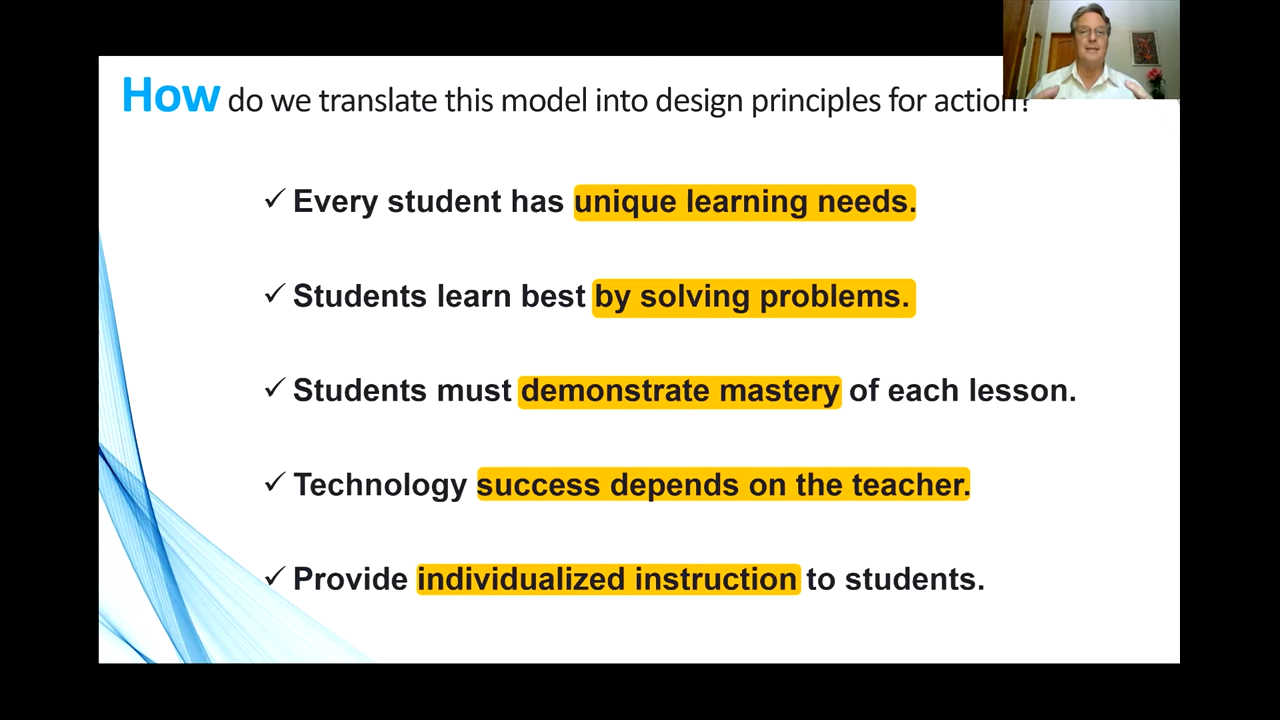 How do we translate this model into design principles for action?
✓ Every student has unique learning needs.
✓ Students learn best by solving problems.
✓ Students must demonstrate mastery of each lesson.
✓ Technology success depends on the teacher.
✓ Provide individualized instruction to students.